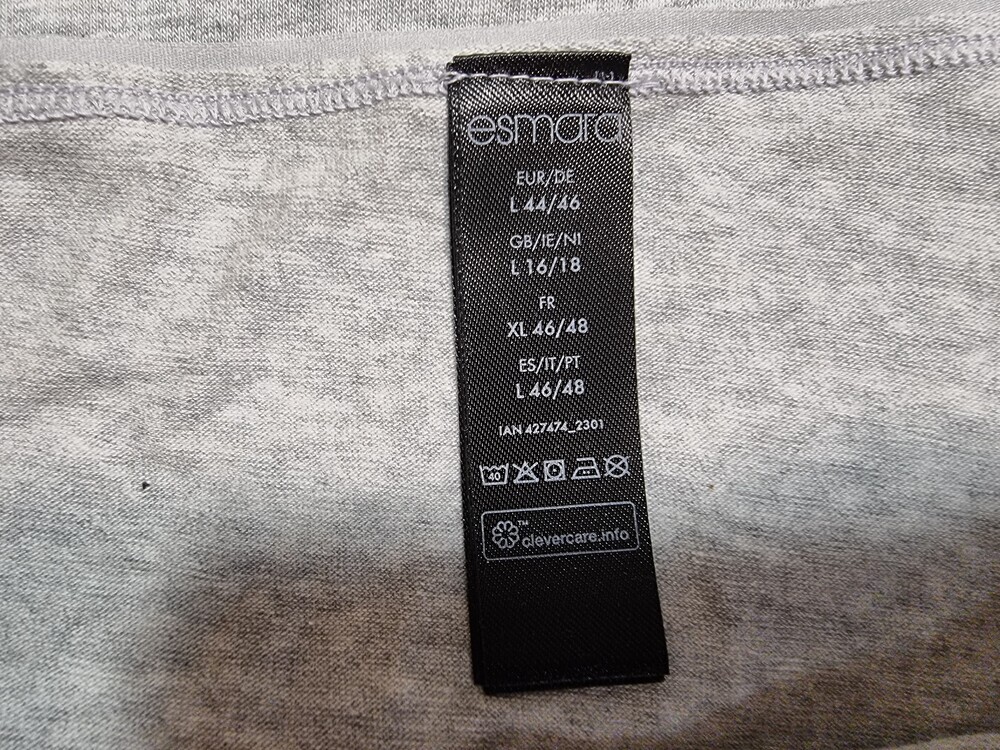 esmara
EUR/DE
L 44/46
GB/IE/NI
L 16/18
FR
XL 46/48
ES/IT/PT
L 46/48
IAN 427474_2301
40
™
clevercare.info